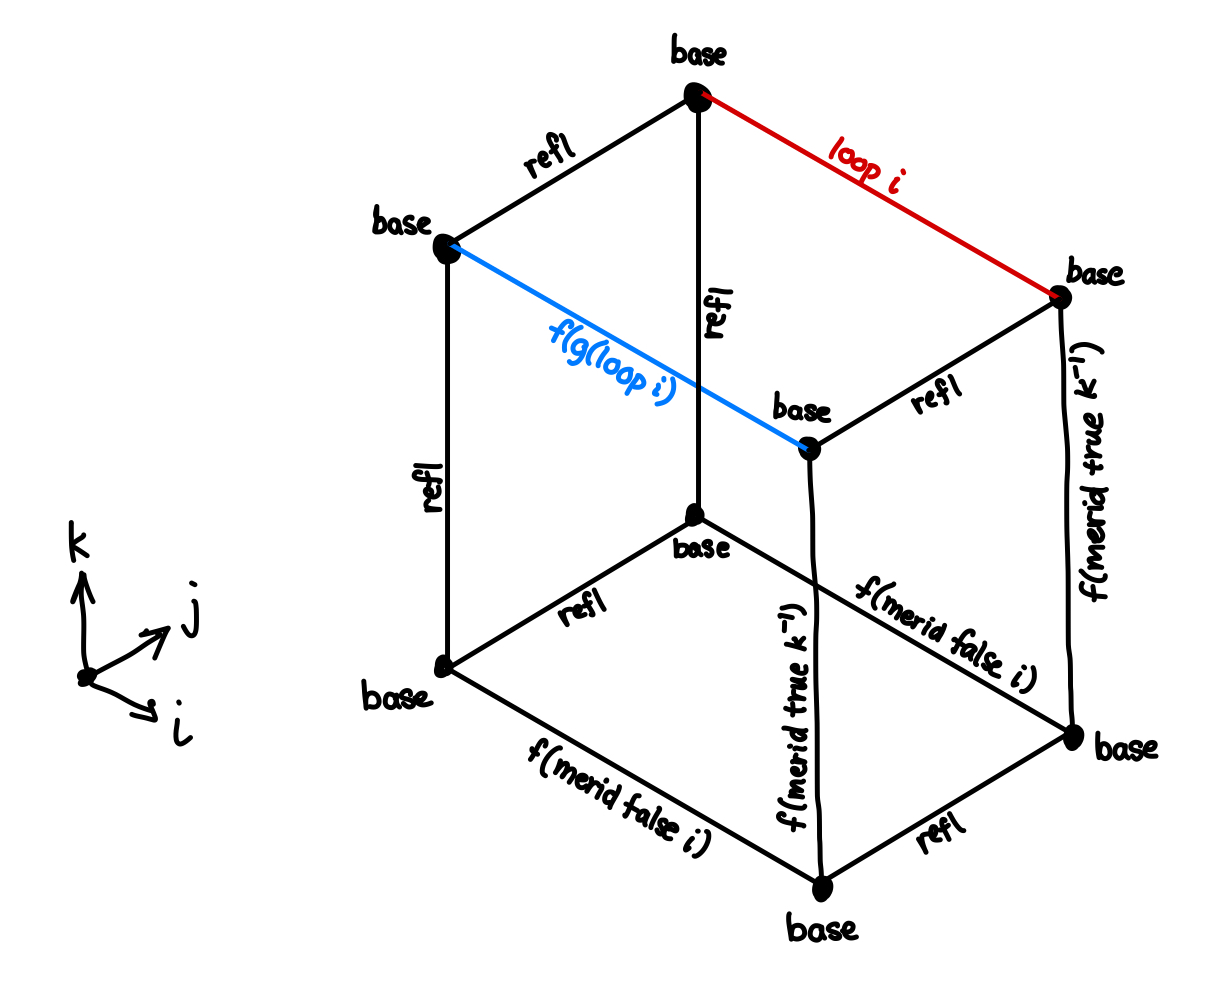 base
refl
loop i
base
base
refl
f(g(loop i)
base
refl
f(merid true k⁻¹)
refl
base
k
j
i
refl
f(merid false i)
f(merid true k⁻¹)
base
f(merid false i)
refl
base
base